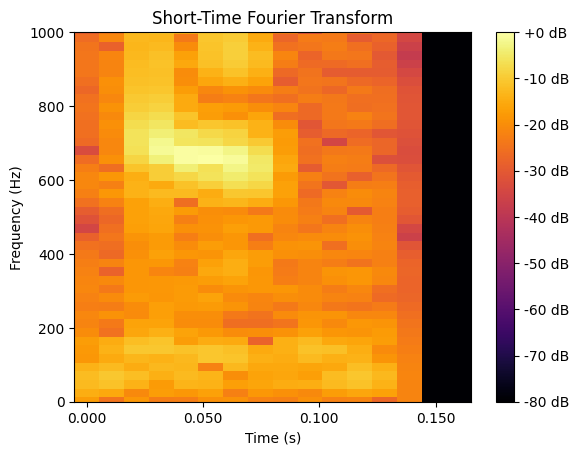 Short-Time Fourier Transform
1000
800
600
400
200
0
Frequency (Hz)
0.000
0.050
0.100
0.150
Time (s)
+0 dB
-10 dB
-20 dB
-30 dB
-40 dB
-50 dB
-60 dB
-70 dB
-80 dB